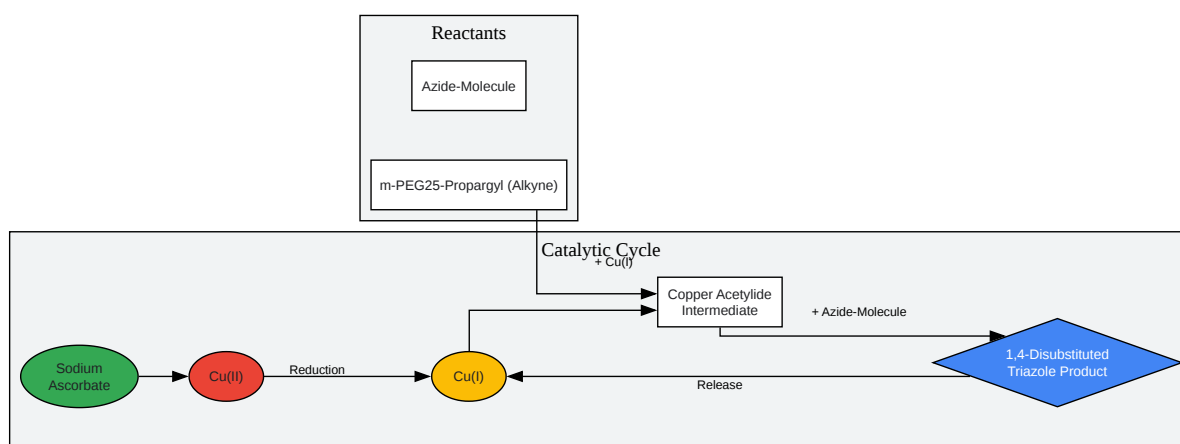 Reactants
Azide-Molecule
m-PEG25-Propargyl (Alkyne)
Catalytic Cycle
+ Cu(I)
Copper Acetylide
Intermediate
+ Azide-Molecule
1,4-Disubstituted
Triazole Product
Sodium
Ascorbate
Cu(II)
Reduction
Cu(I)
Release